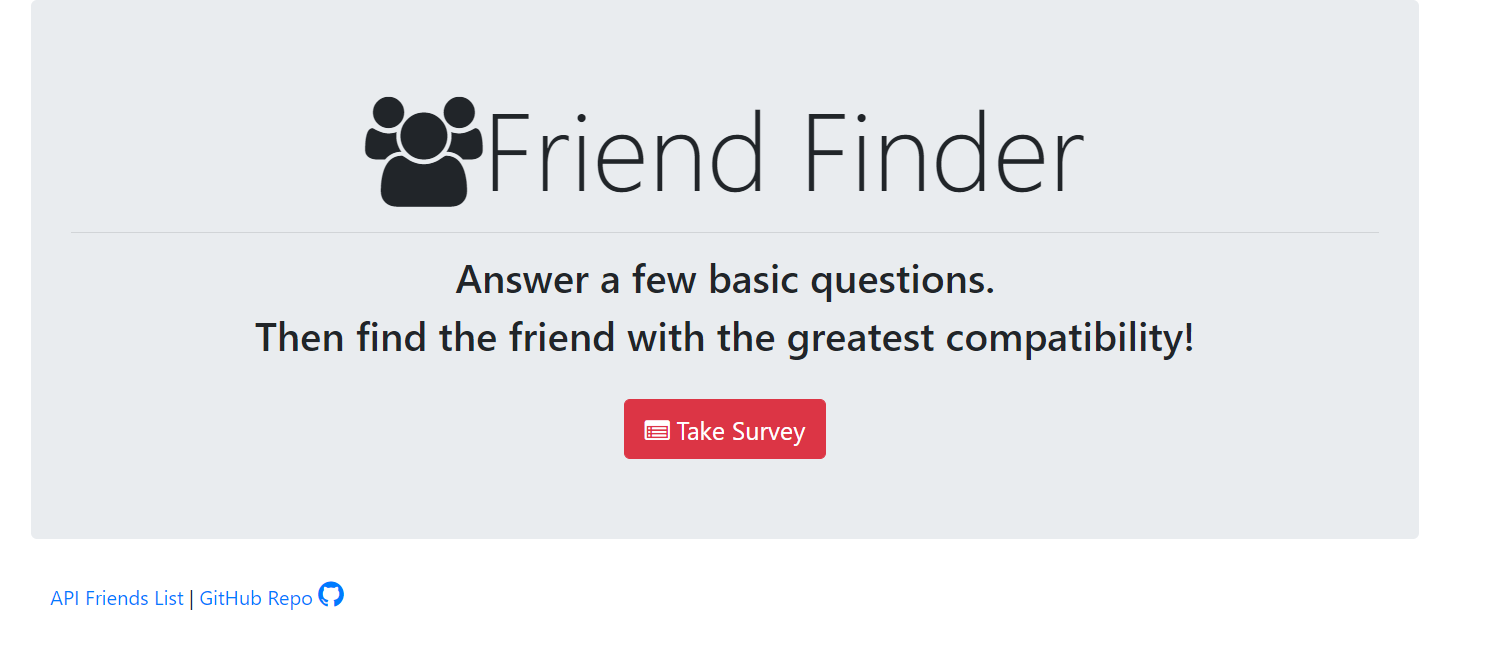 Friend Finder
Answer a few basic questions.
Then find the friend with the greatest compatibility!
Take Survey
API Friends List | GitHub Repo